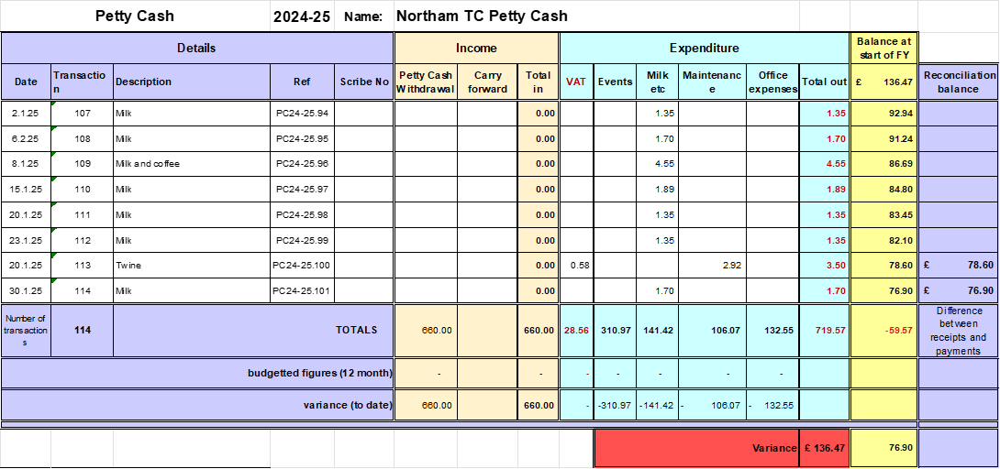 Petty Cash 2024-25 Name: Northam TC Petty Cash
Details Income Expenditure Balance at start of FY
Date Transaction Description Ref Scribe No Petty Cash Withdrawal Carry forward Total in VAT Events Milk etc Maintenance Office expenses Total out £ 136.47 Reconciliation balance
2.1.25 107 Milk PC24-25.94 0.00 1.35 1.35 92.94
6.2.25 108 Milk PC24-25.95 0.00 1.70 1.70 91.24
8.1.25 109 Milk and coffee PC24-25.96 0.00 4.55 4.55 86.69
15.1.25 110 Milk PC24-25.97 0.00 1.89 1.89 84.80
20.1.25 111 Milk PC24-25.98 0.00 1.35 1.35 83.45
23.1.25 112 Milk PC24-25.99 0.00 1.35 1.35 82.10
20.1.25 113 Twine PC24-25.100 0.00 0.58 2.92 3.50 78.60 £ 78.60
30.1.25 114 Milk PC24-25.101 0.00 1.70 1.70 76.90 £ 76.90
Number of transactions 114 TOTALS 660.00 660.00 28.56 310.97 141.42 106.07 132.55 719.57 -59.57 Difference between receipts and payments
budgetted figures (12 month) - - - - - - -
variance (to date) 660.00 660.00 - -310.97 -141.42 - 106.07 - 132.55
Variance £ 136.47 76.90